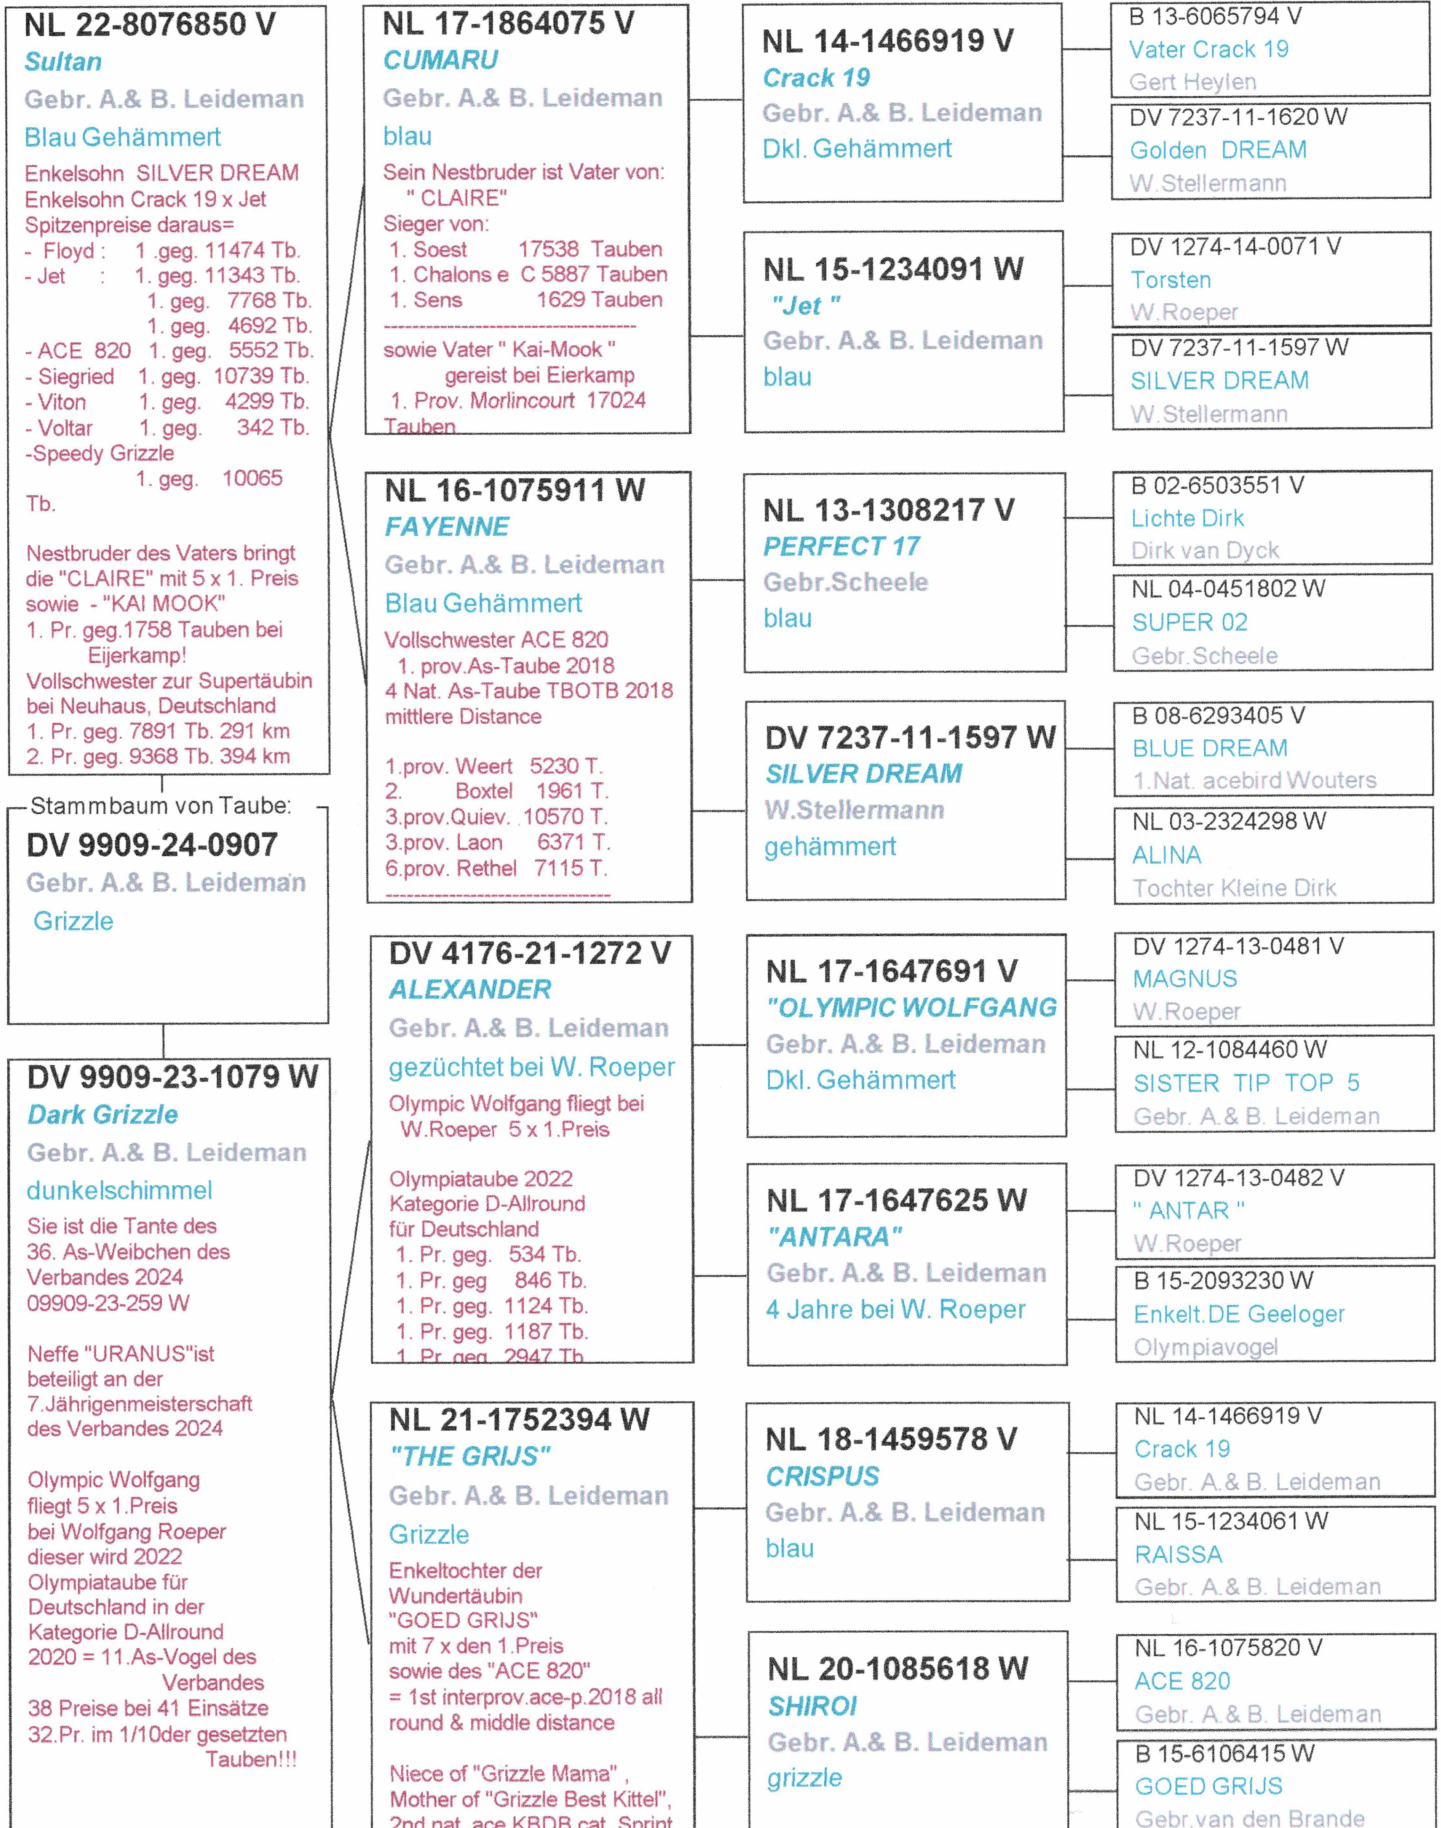 NL 22-8076850 V
Sultan
Gebr. A.& B. Leideman
Blau Gehämmert
Enkelsohn SILVER DREAM
Enkelsohn Crack 19 x Jet
Spitzenpreise daraus=
- Floyd : 1 .geg. 11474 Tb.
- Jet : 1. geg. 11343 Tb.
1. geg. 7768 Tb.
1. geg. 4692 Tb.
- ACE 820 1. geg. 5552 Tb.
- Siegried 1. geg. 10739 Tb.
- Viton 1. geg. 4299 Tb.
- Voltar 1. geg. 342 Tb.
-Speedy Grizzle
1. geg. 10065
Tb.
Nestbruder des Vaters bringt
die "CLAIRE" mit 5 x 1. Preis
sowie - "KAI MOOK"
1. Pr. geg.1758 Tauben bei
Eijerkamp!
Vollschwester zur Supertäubin
bei Neuhaus, Deutschland
1. Pr. geg. 7891 Tb. 291 km
2. Pr. geg. 9368 Tb. 394 km
Stammbaum von Taube:
DV 9909-24-0907
Gebr. A.& B. Leideman
Grizzle
DV 9909-23-1079 W
Dark Grizzle
Gebr. A.& B. Leideman
dunkelschimmel
Sie ist die Tante des
36. As-Weibchen des
Verbandes 2024
09909-23-259 W
Neffe "URANUS"ist
beteiligt an der
7.Jährigenmeisterschaft
des Verbandes 2024
Olympic Wolfgang
fliegt 5 x 1.Preis
bei Wolfgang Roeper
dieser wird 2022
Olympiataube für
Deutschland in der
Kategorie D-Allround
2020 = 11.As-Vogel des
Verbandes
38 Preise bei 41 Einsätze
32.Pr. im 1/10der gesetzten
Tauben!!!
NL 17-1864075 V
CUMARU
Gebr. A.& B. Leideman
blau
Sein Nestbruder ist Vater von:
" CLAIRE"
Sieger von:
1. Soest 17538 Tauben
1. Chalons e C 5887 Tauben
1. Sens 1629 Tauben
------------------------------------
sowie Vater " Kai-Mook "
gereist bei Eierkamp
1. Prov. Morlincourt 17024
Tauben
NL 16-1075911 W
FAYENNE
Gebr. A.& B. Leideman
Blau Gehämmert
Vollschwester ACE 820
1. prov.As-Taube 2018
4 Nat. As-Taube TBOTB 2018
mittlere Distance
1.prov. Weert 5230 T.
2. Boxtel 1961 T.
3.prov.Quiev. 10570 T.
3.prov. Laon 6371 T.
6.prov. Rethel 7115 T.
--------------------------------
DV 4176-21-1272 V
ALEXANDER
Gebr. A.& B. Leideman
gezüchtet bei W. Roeper
Olympic Wolfgang fliegt bei
W.Roeper 5 x 1.Preis
Olympiataube 2022
Kategorie D-Allround
für Deutschland
1. Pr. geg. 534 Tb.
1. Pr. geg 846 Tb.
1. Pr. geg. 1124 Tb.
1. Pr. geg. 1187 Tb.
1. Pr. geg. 2947 Tb
NL 21-1752394 W
"THE GRIJS"
Gebr. A.& B. Leideman
Grizzle
Enkeltochter der
Wundertäubin
"GOED GRIJS"
mit 7 x den 1.Preis
sowie des "ACE 820"
= 1st interprov.ace-p.2018 all
round & middle distance
Niece of "Grizzle Mama" ,
Mother of "Grizzle Best Kittel",
2nd nat. ace KBDB cat. Sprint
NL 14-1466919 V
Crack 19
Gebr. A.& B. Leideman
Dkl. Gehämmert
NL 15-1234091 W
"Jet "
Gebr. A.& B. Leideman
blau
NL 13-1308217 V
PERFECT 17
Gebr.Scheele
blau
DV 7237-11-1597 W
SILVER DREAM
W.Stellermann
gehämmert
NL 17-1647691 V
"OLYMPIC WOLFGANG
Gebr. A.& B. Leideman
Dkl. Gehämmert
NL 17-1647625 W
"ANTARA"
Gebr. A.& B. Leideman
4 Jahre bei W. Roeper
NL 18-1459578 V
CRISPUS
Gebr. A.& B. Leideman
blau
NL 20-1085618 W
SHIROI
Gebr. A.& B. Leideman
grizzle
B 13-6065794 V
Vater Crack 19
Gert Heylen
DV 7237-11-1620 W
Golden DREAM
W.Stellermann
DV 1274-14-0071 V
Torsten
W.Roeper
DV 7237-11-1597 W
SILVER DREAM
W.Stellermann
B 02-6503551 V
Lichte Dirk
Dirk van Dyck
NL 04-0451802 W
SUPER 02
Gebr.Scheele
B 08-6293405 V
BLUE DREAM
1.Nat. acebird Wouters
NL 03-2324298 W
ALINA
Tochter Kleine Dirk
DV 1274-13-0481 V
MAGNUS
W.Roeper
NL 12-1084460 W
SISTER TIP TOP 5
Gebr. A.& B. Leideman
DV 1274-13-0482 V
" ANTAR "
W.Roeper
B 15-2093230 W
Enkelt.DE Geeloger
Olympiavogel
NL 14-1466919 V
Crack 19
Gebr. A.& B. Leideman
NL 15-1234061 W
RAISSA
Gebr. A.& B. Leideman
NL 16-1075820 V
ACE 820
Gebr. A.& B. Leideman
B 15-6106415 W
GOED GRIJS
Gebr.van den Brande